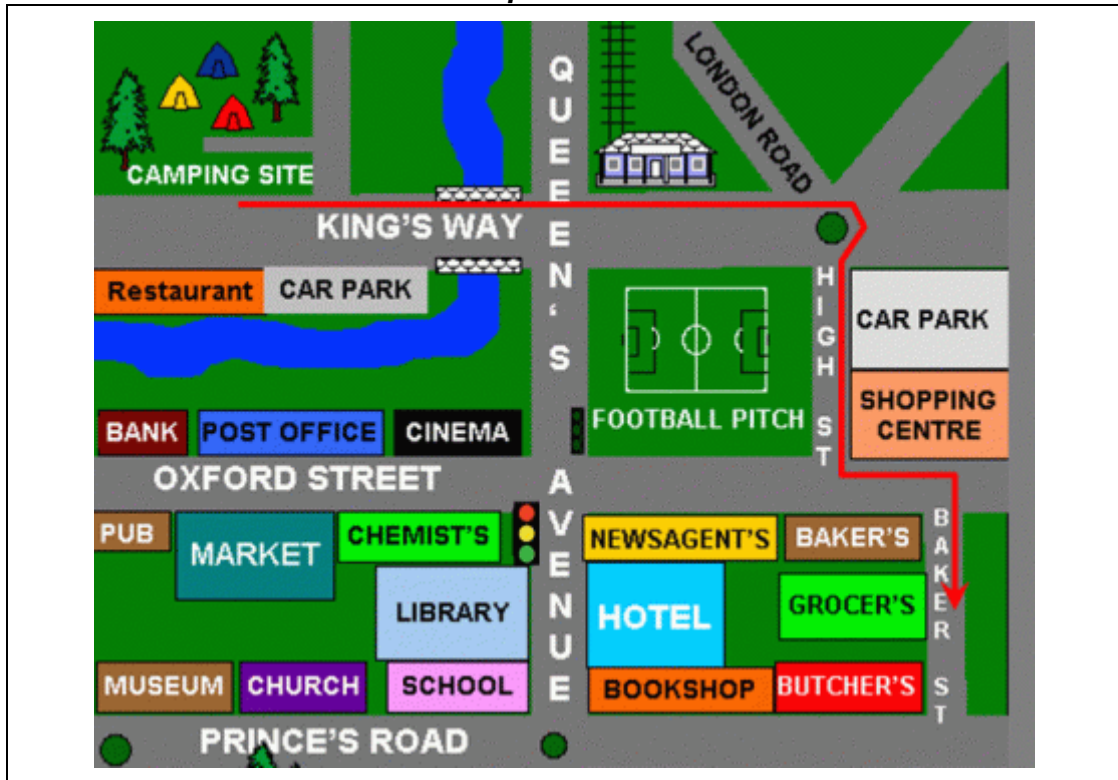 LONDON ROAD
QUEEN'S AVENUE
CAMPING SITE
KING'S WAY
Restaurant
CAR PARK
HIGH ST
CAR PARK
SHOPPING
CENTRE
FOOTBALL PITCH
BANK
POST OFFICE
CINEMA
OXFORD STREET
PUB
MARKET
CHEMIST'S
NEWSAGENT'S
BAKER'S
BAKER ST
LIBRARY
HOTEL
GROCER'S
MUSEUM
CHURCH
SCHOOL
BOOKSHOP
BUTCHER'S
PRINCE'S ROAD